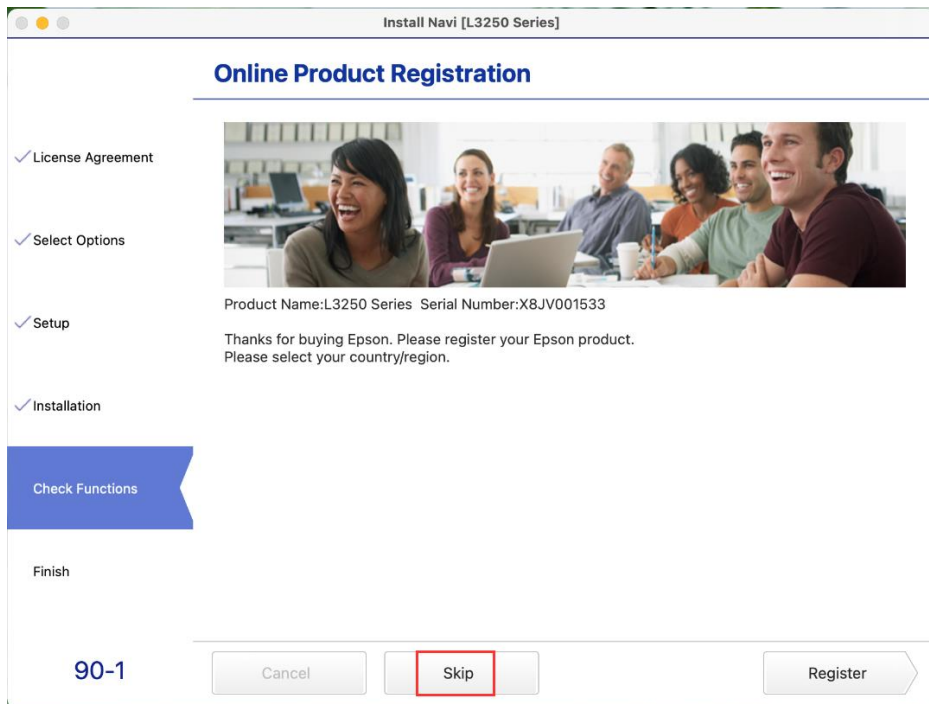 Install Navi [L3250 Series]
Online Product Registration
License Agreement
Select Options
Setup
Installation
Check Functions
Finish
Product Name:L3250 Series Serial Number:X8JV001533
Thanks for buying Epson. Please register your Epson product.
Please select your country/region.
90-1
Cancel
Skip
Register